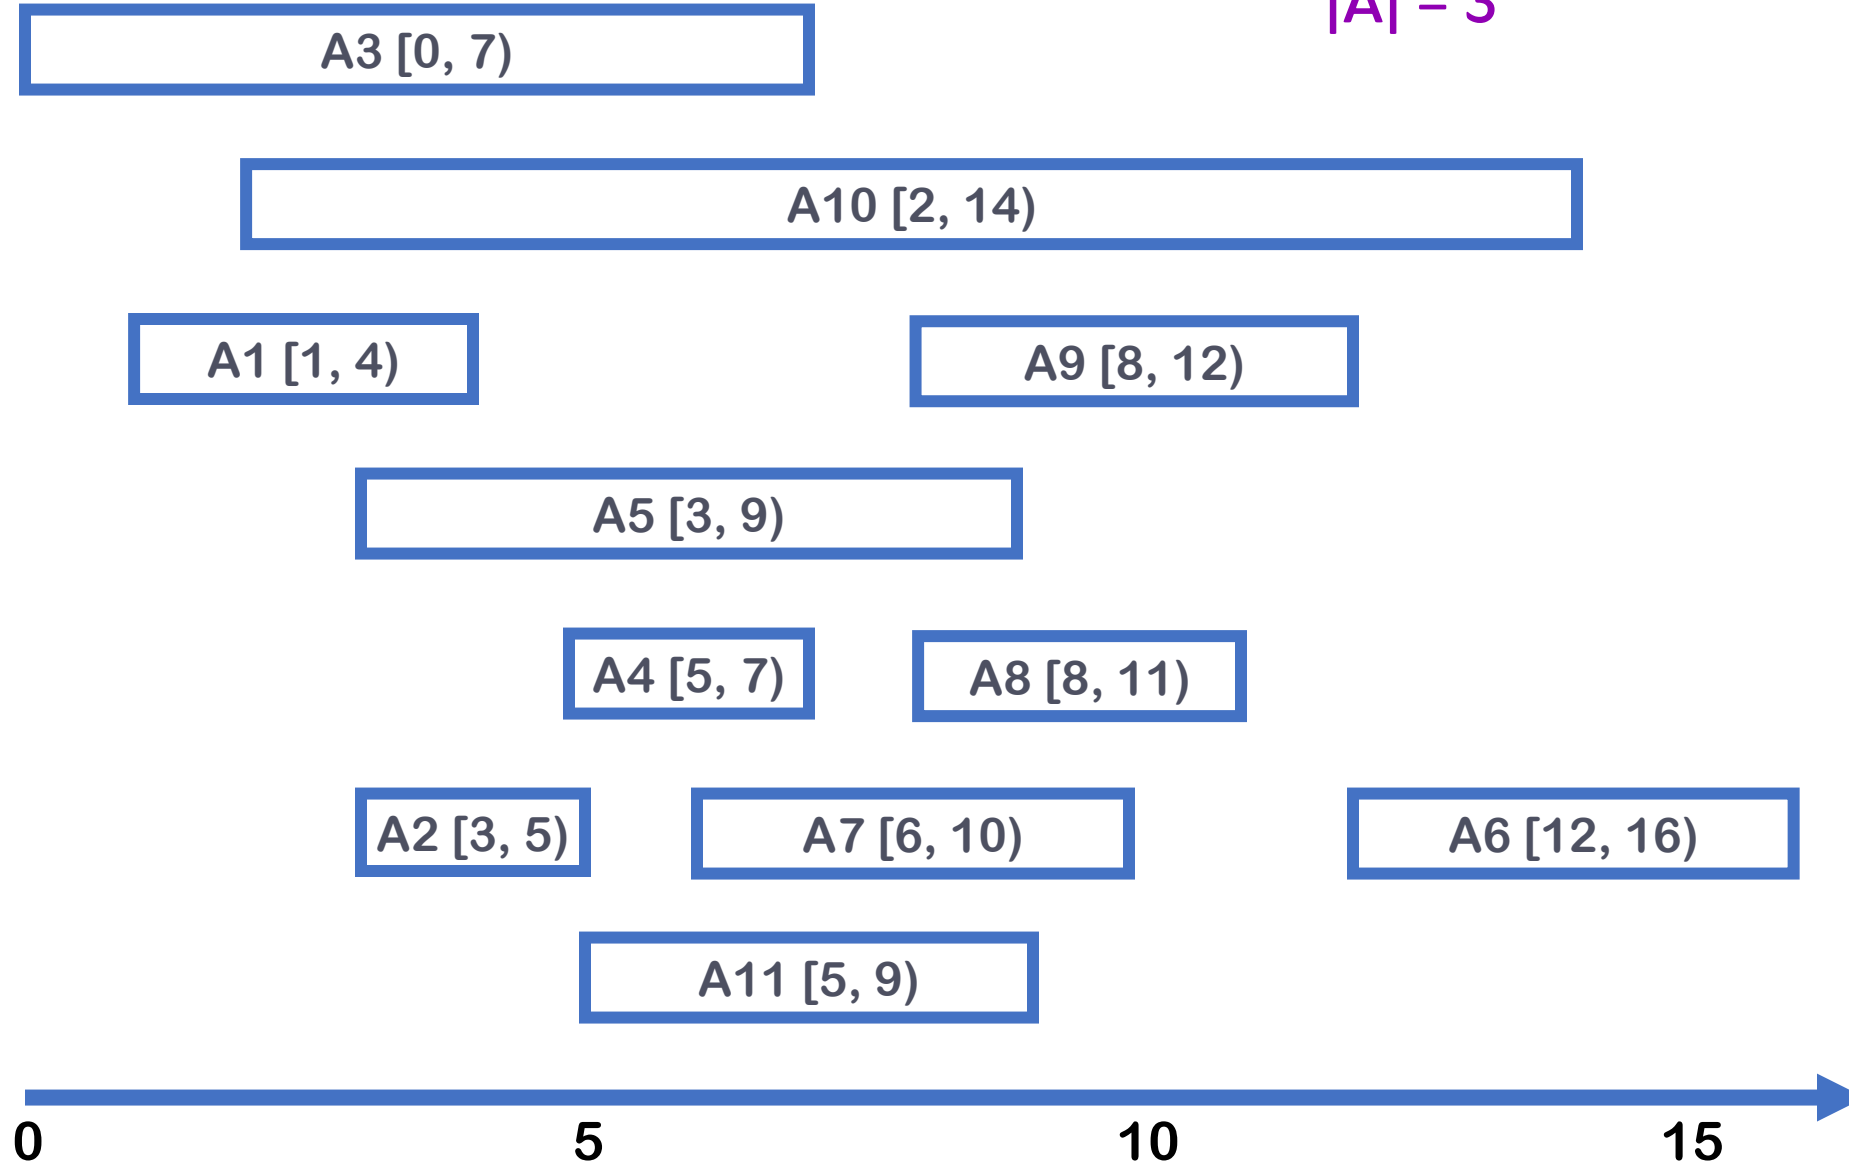 |A| = 3
A3 [0, 7)
A10 [2, 14)
A1 [1, 4)
A9 [8, 12)
A5 [3, 9)
A4 [5, 7)
A8 [8, 11)
A2 [3, 5)
A7 [6, 10)
A6 [12, 16)
A11 [5, 9)
0 5 10 15